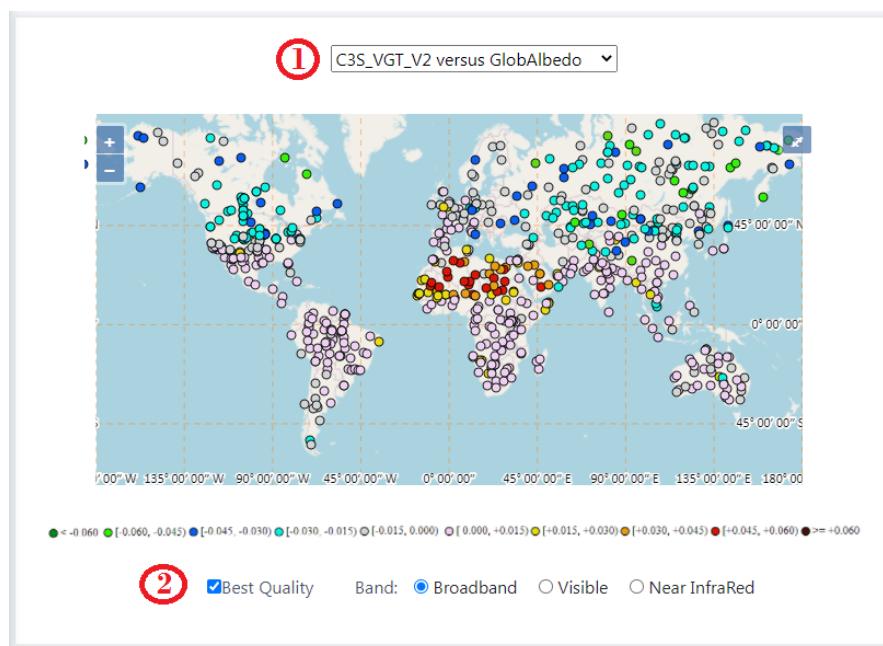 1
C3S_VGT_V2 versus GlobAlbedo
+
−
45° 00′ 00″ N
0° 00′ 00″
45° 00′ 00″ S
′ 00″ W 135° 00′ 00″ W 90° 00′ 00″ W 45° 00′ 00″ W 0° 00′ 00″ 45° 00′ 00″ E 90° 00′ 00″ E 135° 00′ 00″ E 180° 00′
< -0.060 [-0.060, -0.045) [-0.045, -0.030) [-0.030, -0.015) [-0.015, 0.000) [ 0.000, +0.015) [+0.015, +0.030) [+0.030, +0.045) [+0.045, +0.060) >= +0.060
2
Best Quality Band: Broadband Visible Near InfraRed